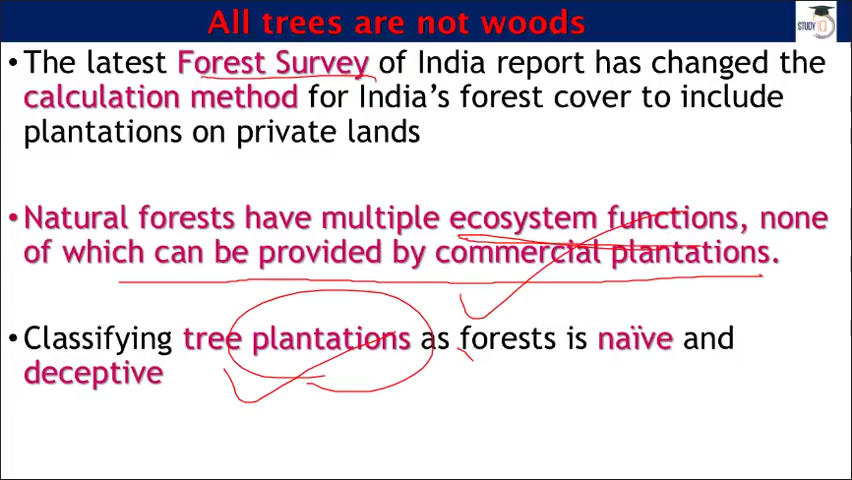 All trees are not woods
STUDY IQ
• The latest Forest Survey of India report has changed the
calculation method for India's forest cover to include
plantations on private lands
• Natural forests have multiple ecosystem functions, none
of which can be provided by commercial plantations.
• Classifying tree plantations as forests is naïve and
deceptive